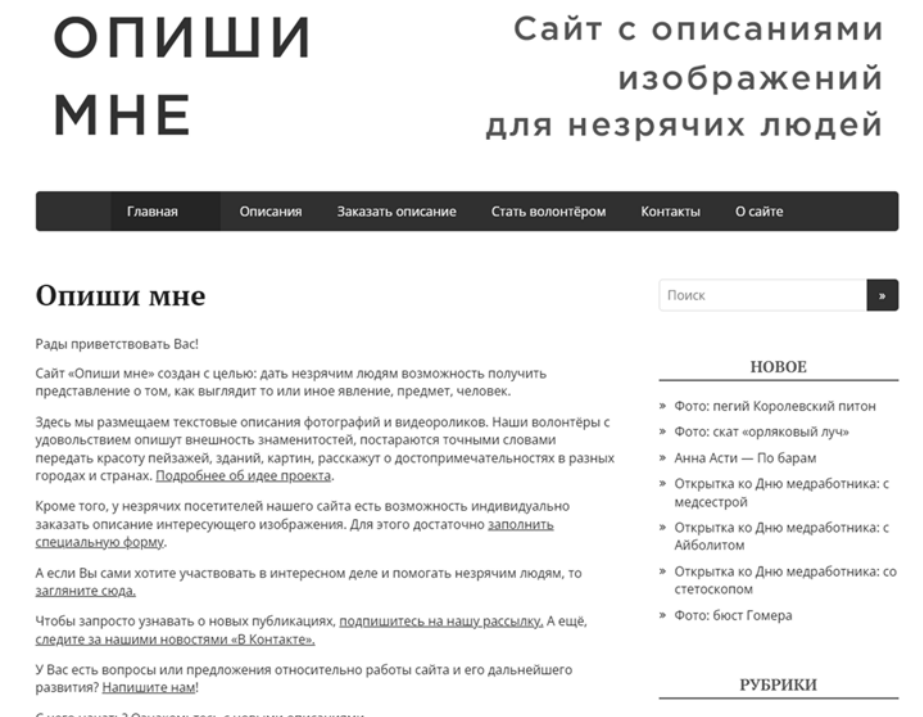 ОПИШИ
МНЕ
Сайт с описаниями
изображений
для незрячих людей
Главная Описания Заказать описание Стать волонтёром Контакты О сайте
Опиши мне
Рады приветствовать Вас!
Сайт «Опиши мне» создан с целью: дать незрячим людям возможность получить
представление о том, как выглядит то или иное явление, предмет, человек.
Здесь мы размещаем текстовые описания фотографий и видеороликов. Наши волонтёры с
удовольствием опишут внешность знаменитостей, постараются точными словами
передать красоту пейзажей, зданий, картин, расскажут о достопримечательностях в разных
городах и странах. Подробнее об идее проекта.
Кроме того, у незрячих посетителей нашего сайта есть возможность индивидуально
заказать описание интересующего изображения. Для этого достаточно заполнить
специальную форму.
А если Вы сами хотите участвовать в интересном деле и помогать незрячим людям, то
загляните сюда.
Чтобы запросто узнавать о новых публикациях, подпишитесь на нашу рассылку. А ещё,
следите за нашими новостями «В Контакте».
У Вас есть вопросы или предложения относительно работы сайта и его дальнейшего
развития? Напишите нам!
Поиск »
НОВОЕ
» Фото: пегий Королевский питон
» Фото: скат «орляковый луч»
» Анна Асти — По барам
» Открытка ко Дню медработника: с
медсестрой
» Открытка ко Дню медработника: с
Айболитом
» Открытка ко Дню медработника: со
стетоскопом
» Фото: бюст Гомера
РУБРИКИ